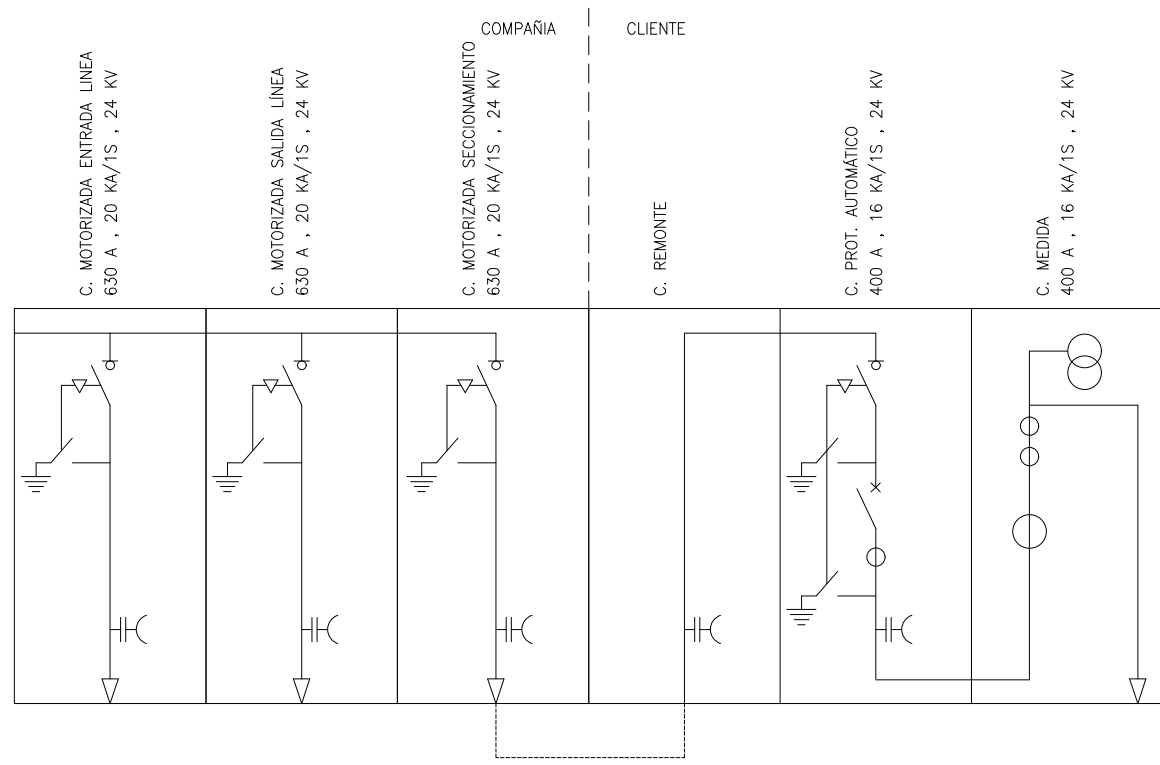 COMPAÑIA
CLIENTE
C. MOTORIZADA ENTRADA LINEA
630 A , 20 KA/1S , 24 KV
C. MOTORIZADA SALIDA LÍNEA
630 A , 20 KA/1S , 24 KV
C. MOTORIZADA SECCIONAMIENTO
630 A , 20 KA/1S , 24 KV
C. REMONTE
C. PROT. AUTOMÁTICO
400 A , 16 KA/1S , 24 KV
C. MEDIDA
400 A , 16 KA/1S , 24 KV